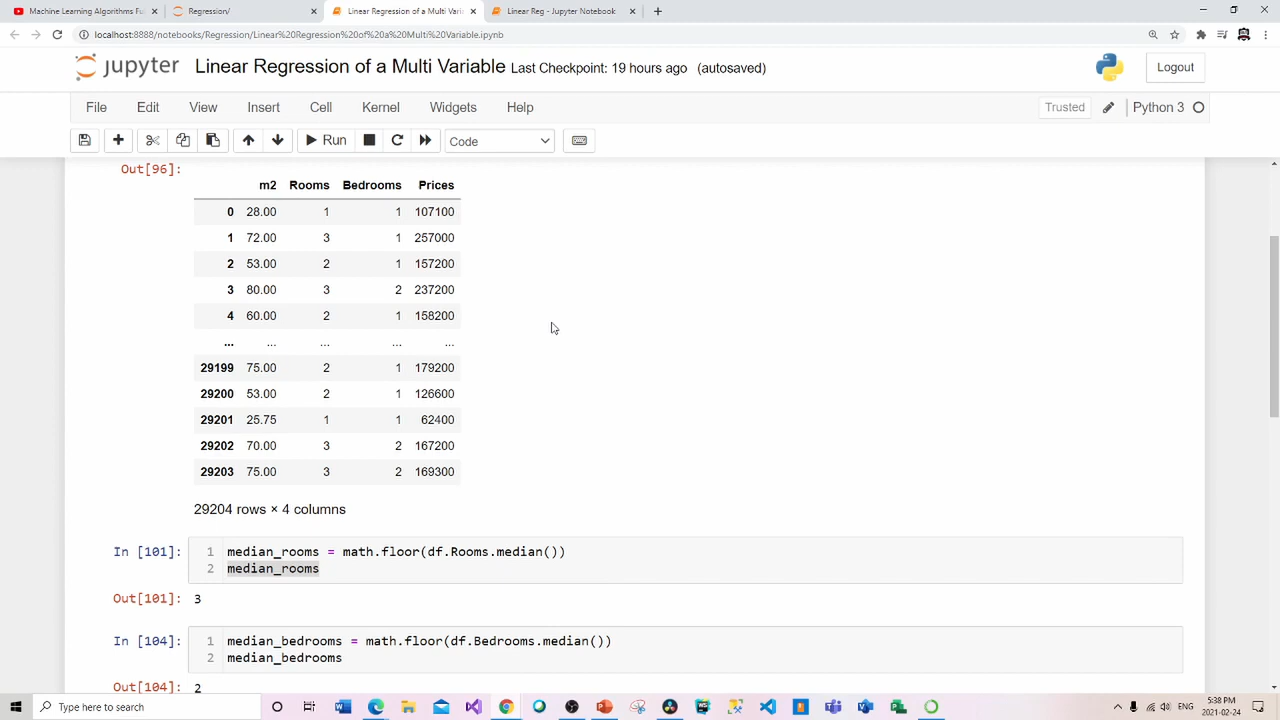 Machine Learning Algorithms Fu
Regression/
Linear Regression of a Multi Varia
Linear Reg - Jupyter Notebook
localhost:8888/notebooks/Regression/Linear%20Regression%20of%20a%20Multi%20Variable.ipynb
jupyter Linear Regression of a Multi Variable Last Checkpoint: 19 hours ago (autosaved)
Logout
File Edit View Insert Cell Kernel Widgets Help
Trusted
Python 3
Run
Code
Out[96]:
m2 Rooms Bedrooms Prices
0 28.00 1 1 107100
1 72.00 3 1 257000
2 53.00 2 1 157200
3 80.00 3 2 237200
4 60.00 2 1 158200
... ... ... ... ...
29199 75.00 2 1 179200
29200 53.00 2 1 126600
29201 25.75 1 1 62400
29202 70.00 3 2 167200
29203 75.00 3 2 169300
29204 rows × 4 columns
In [101]:
1 median_rooms = math.floor(df.Rooms.median())
2 median_rooms
Out[101]: 3
In [104]:
1 median_bedrooms = math.floor(df.Bedrooms.median())
2 median_bedrooms
Out[104]: 2
Type here to search
5:38 PM
2021-02-24